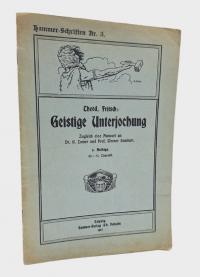 Hammer-Schriften Nr. 3.
Theod. Fritsch:
Geistige Unterjochung
Zugleich eine Antwort an
Dr. H. Lomer und Prof. Werner Sombart.
Leipzig
Hammer-Verlag (Th. Fritsch)